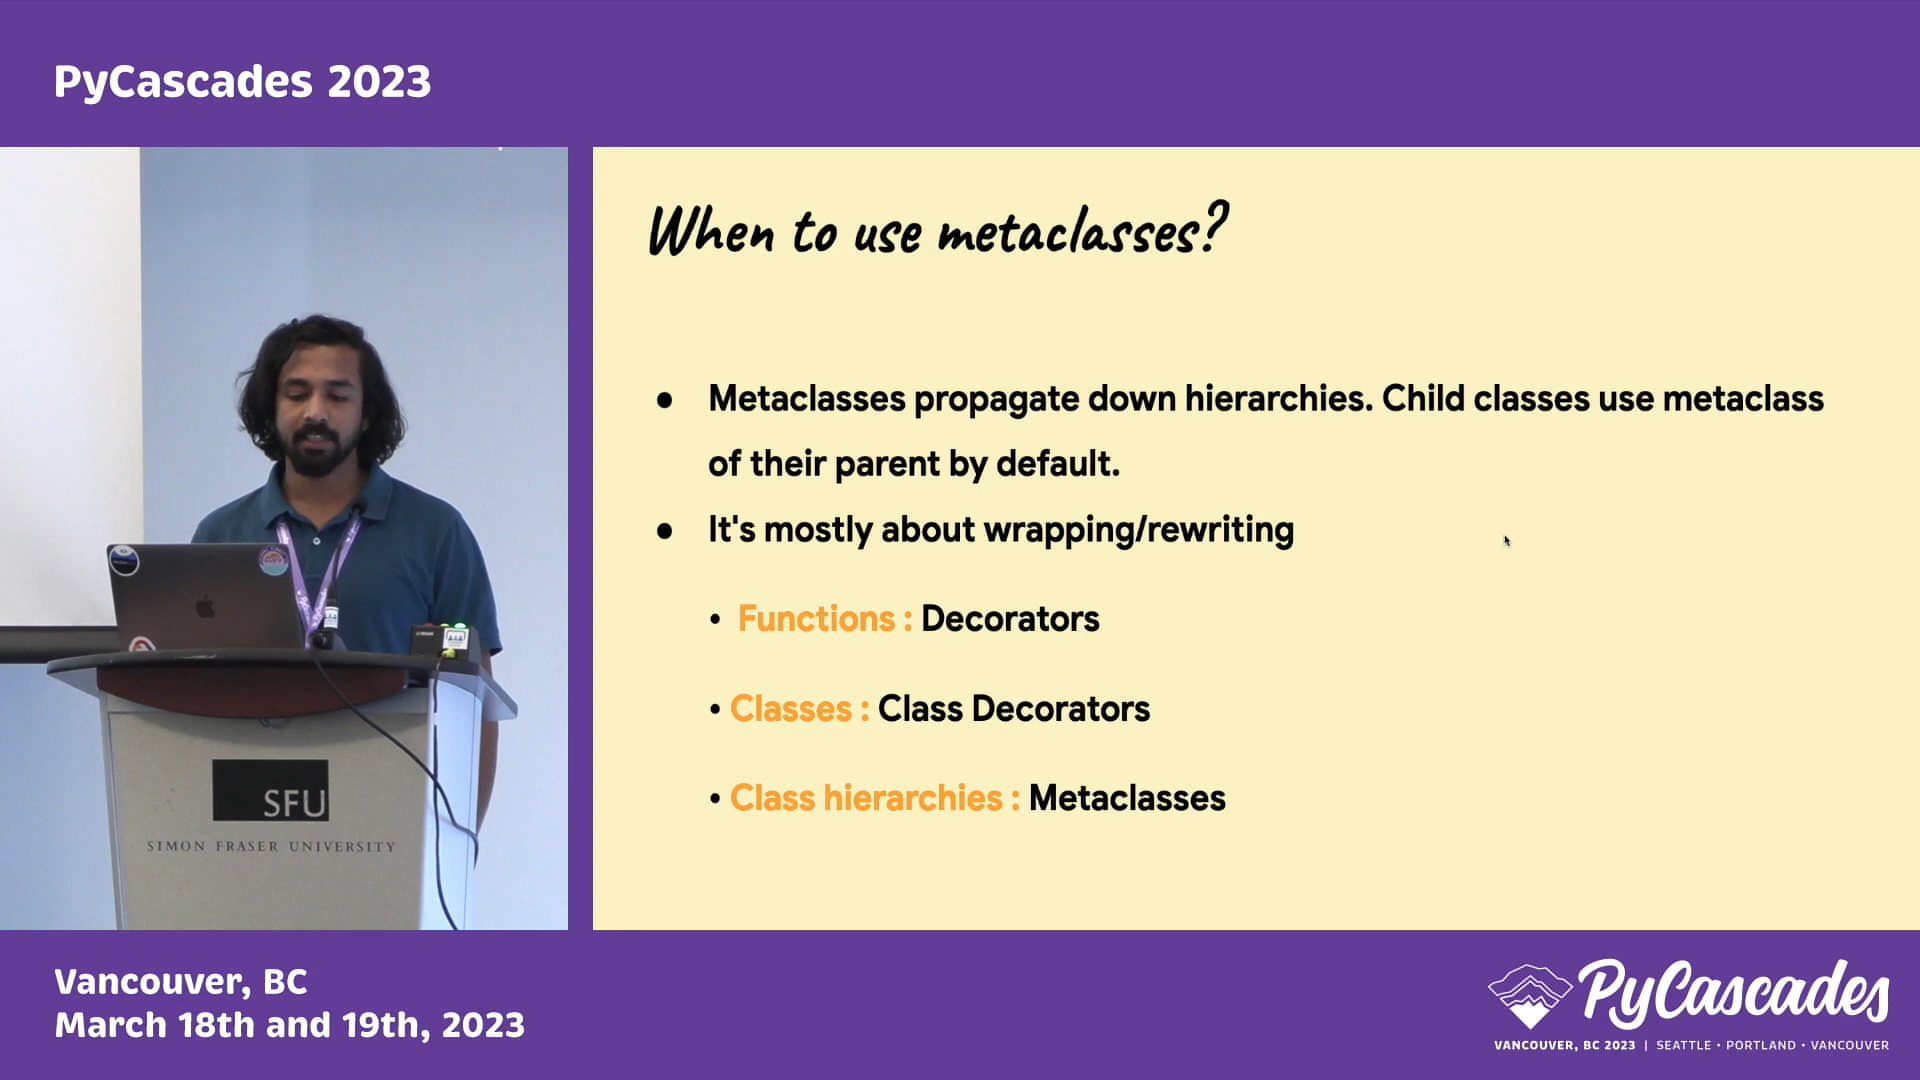 PyCascades 2023
When to use metaclasses?
● Metaclasses propagate down hierarchies. Child classes use metaclass
of their parent by default.
● It's mostly about wrapping/rewriting
• Functions : Decorators
• Classes : Class Decorators
• Class hierarchies : Metaclasses
SFU
SIMON FRASER UNIVERSITY
Vancouver, BC
March 18th and 19th, 2023
PyCascades
VANCOUVER, BC 2023 | SEATTLE • PORTLAND • VANCOUVER